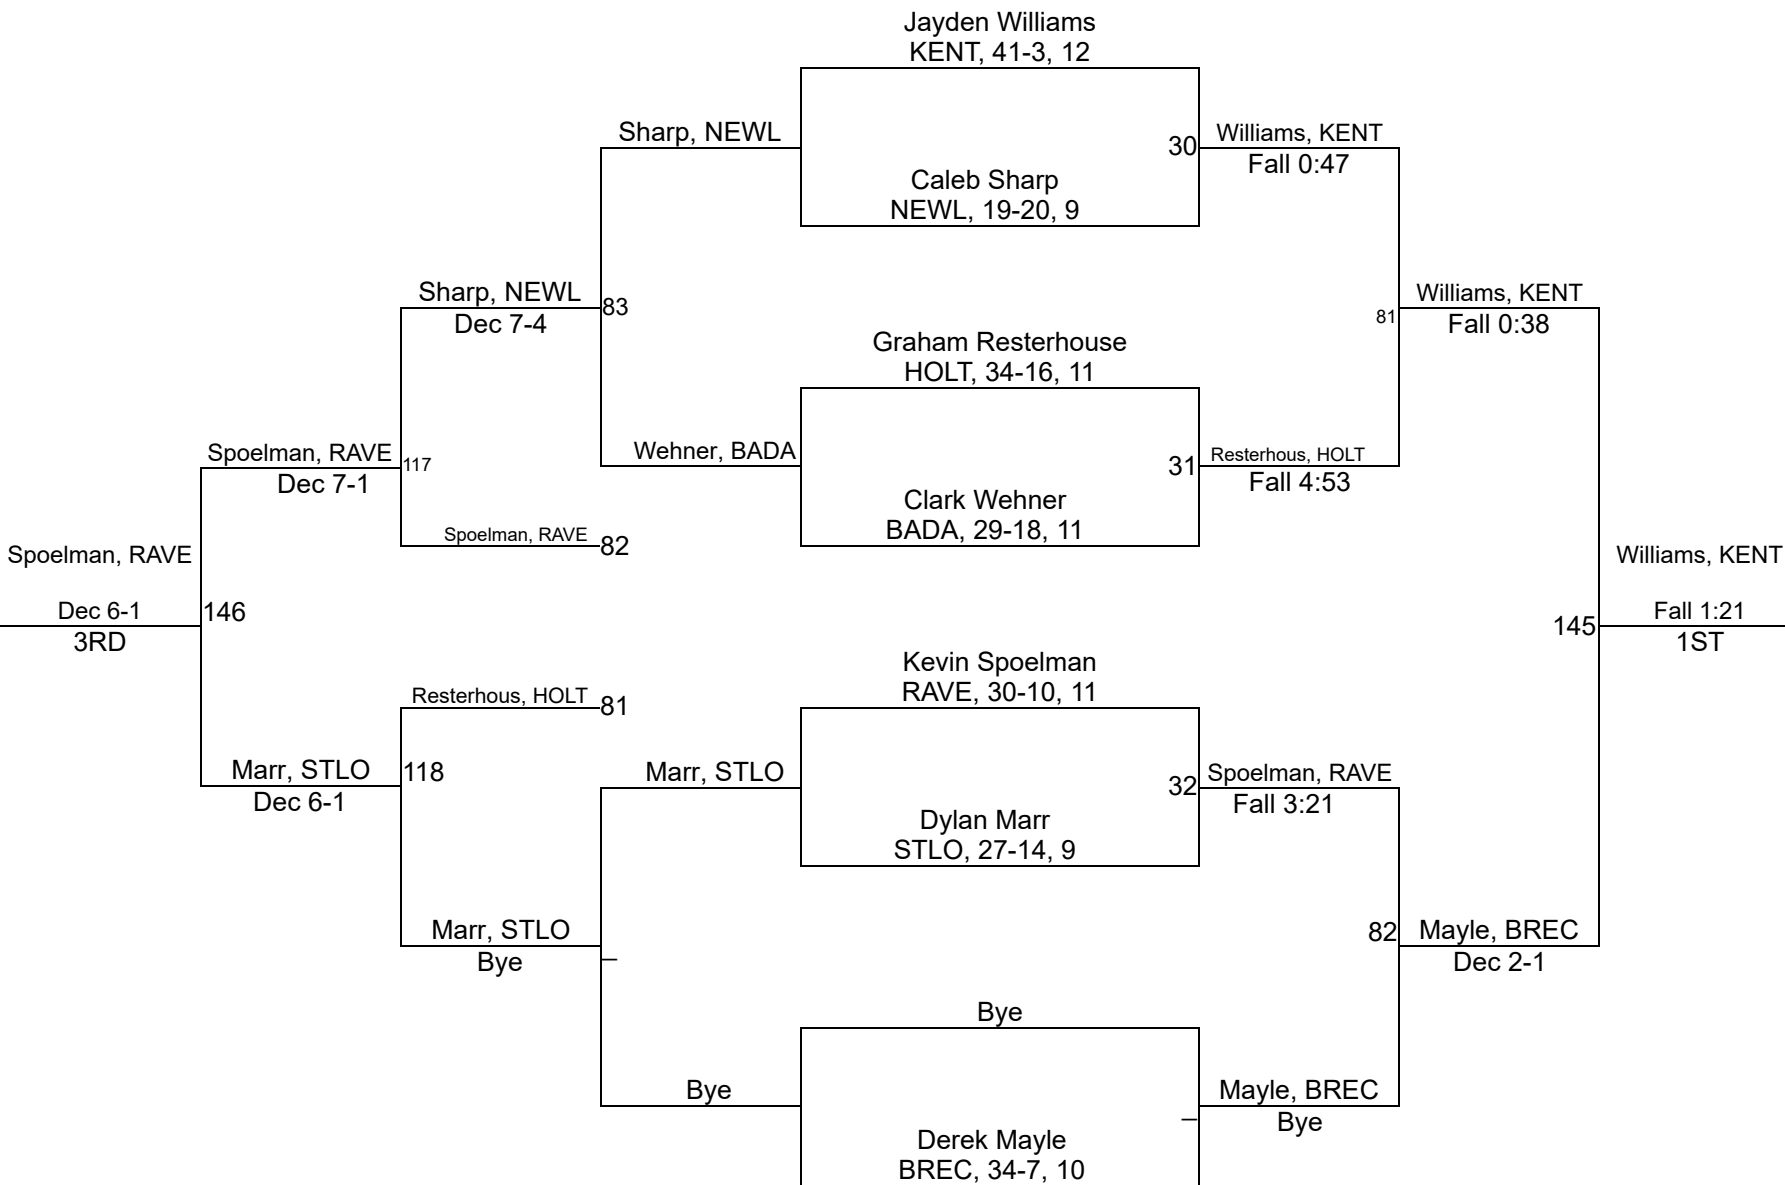 Jayden Williams
KENT, 41-3, 12
Sharp, NEWL
30
Williams, KENT
Fall 0:47
Caleb Sharp
NEWL, 19-20, 9
Sharp, NEWL
Dec 7-4
83
81
Williams, KENT
Fall 0:38
Graham Resterhouse
HOLT, 34-16, 11
Spoelman, RAVE
Dec 7-1
117
Wehner, BADA
31
Resterhous, HOLT
Fall 4:53
Clark Wehner
BADA, 29-18, 11
Spoelman, RAVE
82
Spoelman, RAVE
Dec 6-1
3RD
146
145
Williams, KENT
Fall 1:21
1ST
Kevin Spoelman
RAVE, 30-10, 11
Resterhous, HOLT
81
Marr, STLO
Dec 6-1
118
Marr, STLO
32
Spoelman, RAVE
Fall 3:21
Dylan Marr
STLO, 27-14, 9
Marr, STLO
Bye
82
Mayle, BREC
Dec 2-1
Bye
Bye
Mayle, BREC
Bye
Derek Mayle
BREC, 34-7, 10